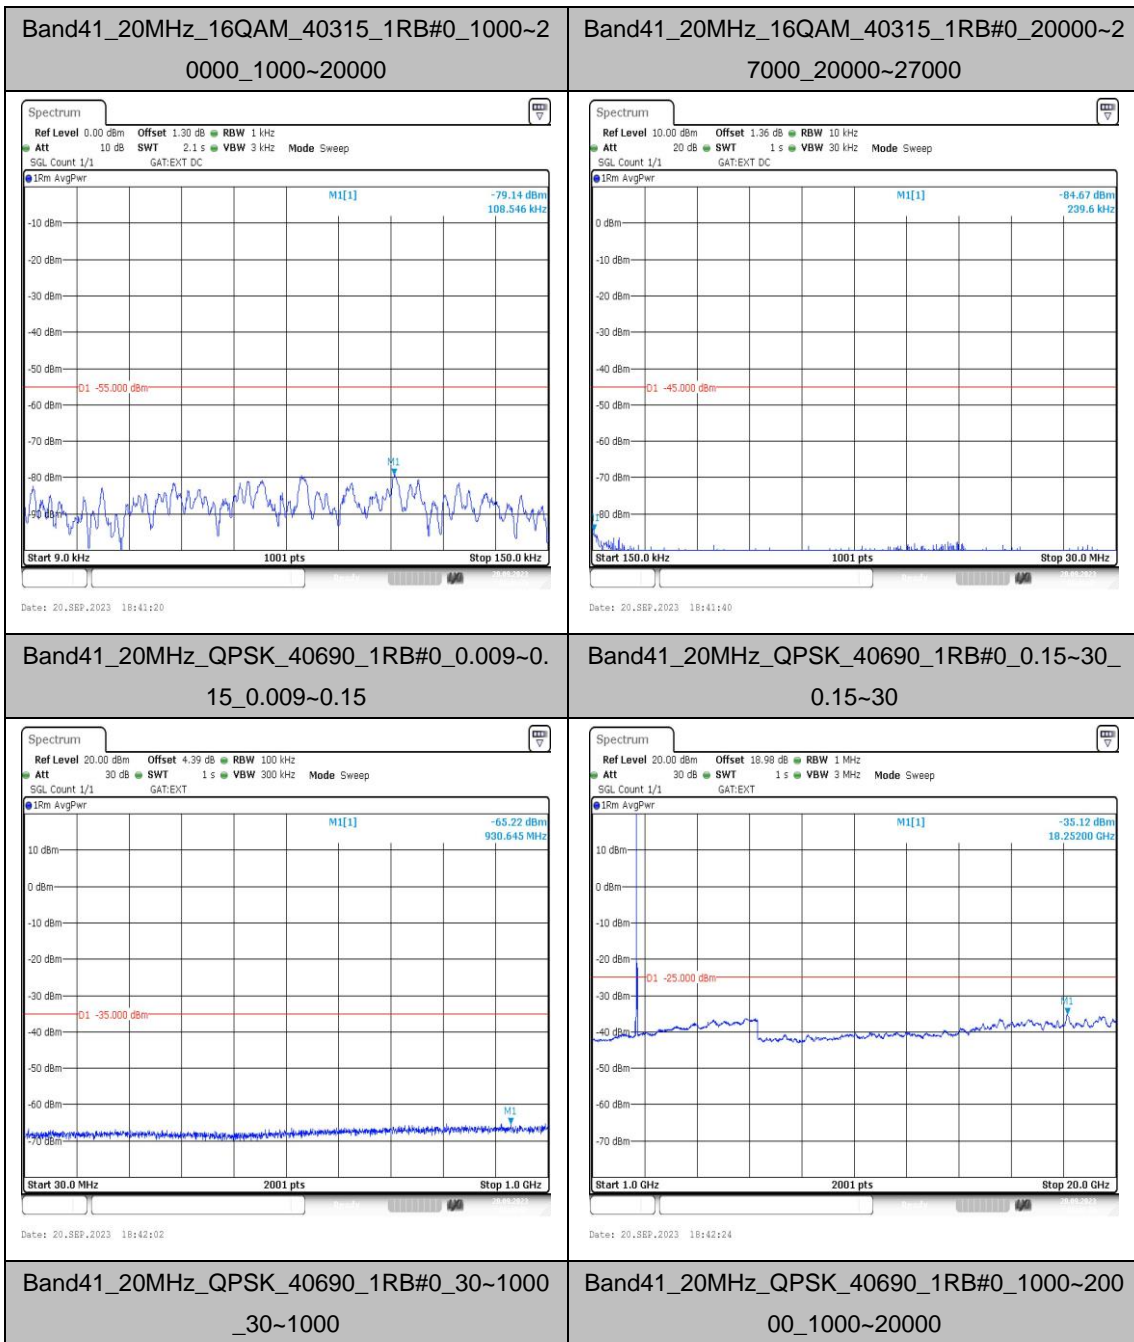 Band41_20MHz_16QAM_40315_1RB#0_1000~2
0000_1000~20000
Band41_20MHz_16QAM_40315_1RB#0_20000~2
7000_20000~27000
Spectrum
Ref Level 0.00 dBm Offset 1.30 dB RBW 1 kHz
Att 10 dB SWT 2.1 s VBW 3 kHz Mode Sweep
SGL Count 1/1 GAT:EXT DC
1Rm AvgPwr
M1[1] -79.14 dBm
108.546 kHz
-10 dBm
-20 dBm
-30 dBm
-40 dBm
-50 dBm
D1 -55.000 dBm
-60 dBm
-70 dBm
M1
-80 dBm
-90 dBm
Start 9.0 kHz 1001 pts Stop 150.0 kHz
Date: 20.SEP.2023 18:41:20
Spectrum
Ref Level 10.00 dBm Offset 1.36 dB RBW 10 kHz
Att 20 dB SWT 1 s VBW 30 kHz Mode Sweep
SGL Count 1/1 GAT:EXT DC
1Rm AvgPwr
M1[1] -84.67 dBm
239.6 kHz
0 dBm
-10 dBm
-20 dBm
-30 dBm
-40 dBm
D1 -45.000 dBm
-50 dBm
-60 dBm
-70 dBm
-80 dBm
Start 150.0 kHz 1001 pts Stop 30.0 MHz
Date: 20.SEP.2023 18:41:40
Band41_20MHz_QPSK_40690_1RB#0_0.009~0.
15_0.009~0.15
Band41_20MHz_QPSK_40690_1RB#0_0.15~30_
0.15~30
Spectrum
Ref Level 20.00 dBm Offset 4.39 dB RBW 100 kHz
Att 30 dB SWT 1 s VBW 300 kHz Mode Sweep
SGL Count 1/1 GAT:EXT
1Rm AvgPwr
M1[1] -65.22 dBm
930.645 MHz
10 dBm
0 dBm
-10 dBm
-20 dBm
-30 dBm
D1 -35.000 dBm
-40 dBm
-50 dBm
-60 dBm
M1
-70 dBm
Start 30.0 MHz 2001 pts Stop 1.0 GHz
Date: 20.SEP.2023 18:42:02
Spectrum
Ref Level 20.00 dBm Offset 18.98 dB RBW 1 MHz
Att 30 dB SWT 1 s VBW 3 MHz Mode Sweep
SGL Count 1/1 GAT:EXT
1Rm AvgPwr
M1[1] -35.12 dBm
18.25200 GHz
10 dBm
0 dBm
-10 dBm
-20 dBm
D1 -25.000 dBm
-30 dBm
M1
-40 dBm
-50 dBm
-60 dBm
-70 dBm
Start 1.0 GHz 2001 pts Stop 20.0 GHz
Date: 20.SEP.2023 18:42:24
Band41_20MHz_QPSK_40690_1RB#0_30~1000
_30~1000
Band41_20MHz_QPSK_40690_1RB#0_1000~200
00_1000~20000